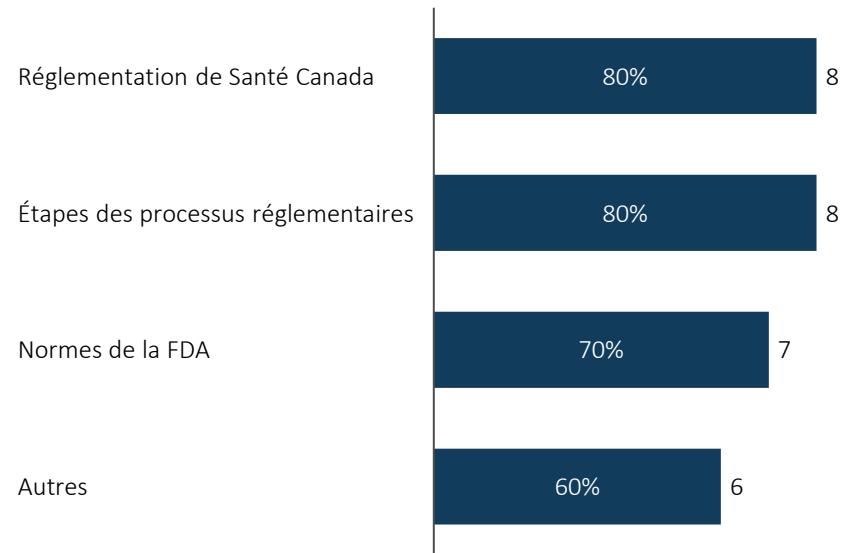 Réglementation de Santé Canada 80% 8
Étapes des processus réglementaires 80% 8
Normes de la FDA 70% 7
Autres 60% 6